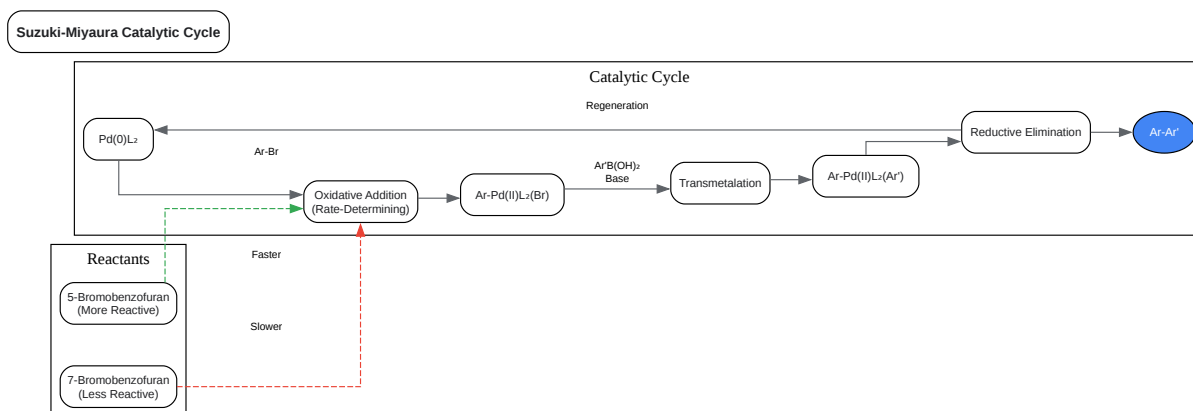 Suzuki-Miyaura Catalytic Cycle
Catalytic Cycle
Regeneration
Pd(0)L₂
Ar-Br
Oxidative Addition
(Rate-Determining)
Ar-Pd(II)L₂(Br)
Ar'B(OH)₂
Base
Transmetalation
Ar-Pd(II)L₂(Ar')
Reductive Elimination
Ar-Ar'
Reactants
Faster
5-Bromobenzofuran
(More Reactive)
Slower
7-Bromobenzofuran
(Less Reactive)